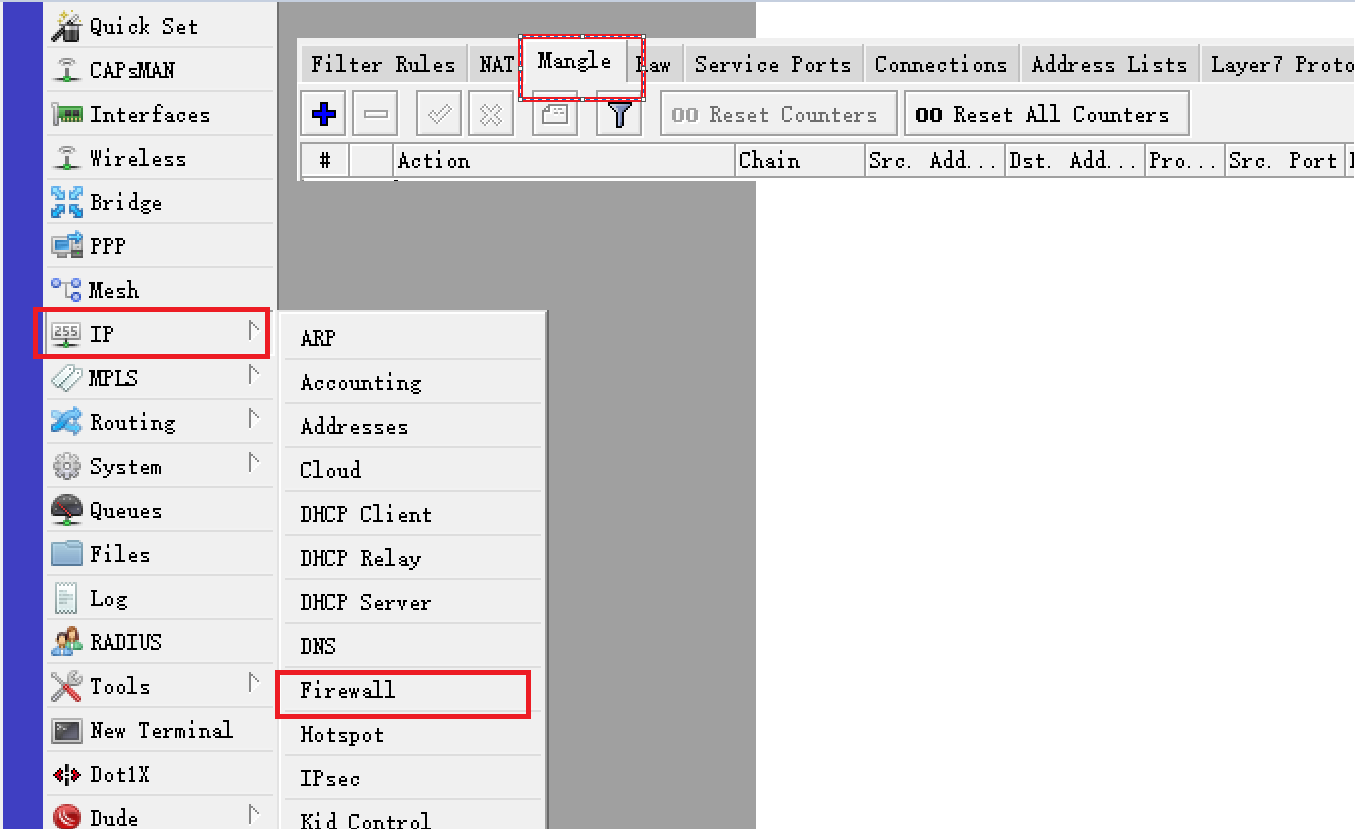 Quick Set
CAPsMAN
Interfaces
Wireless
Bridge
PPP
Mesh
255 IP
MPLS
Routing
System
Queues
Files
Log
RADIUS
Tools
New Terminal
Dot1X
Dude
Filter Rules NAT Mangle Raw Service Ports Connections Address Lists Layer7 Proto
00 Reset Counters 00 Reset All Counters
# Action Chain Src. Add... Dst. Add... Pro... Src. Port
ARP
Accounting
Addresses
Cloud
DHCP Client
DHCP Relay
DHCP Server
DNS
Firewall
Hotspot
IPsec
Kid Control